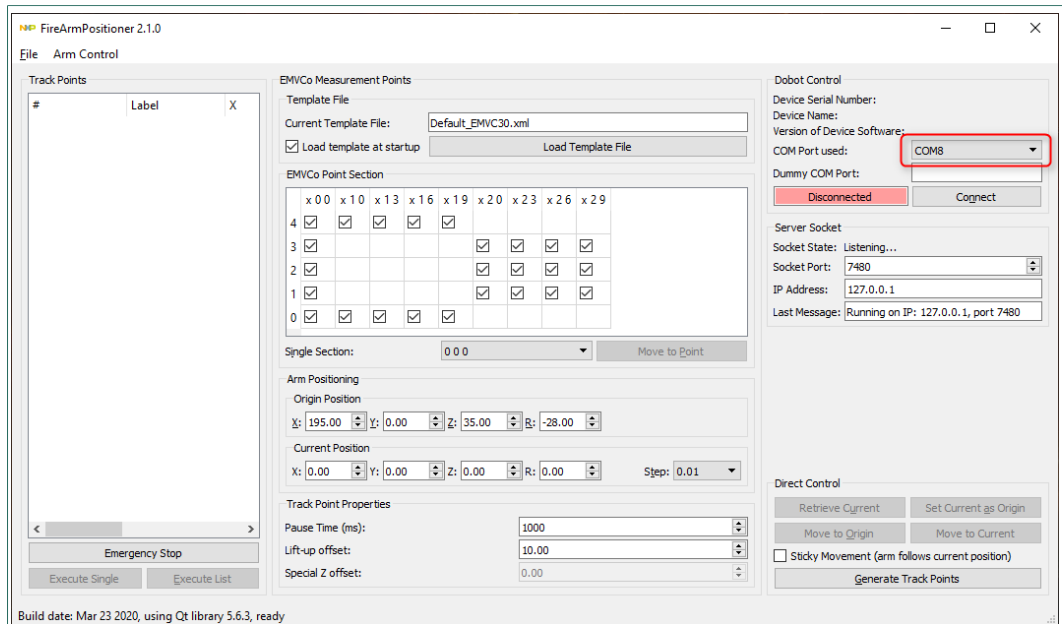 NXP FireArmPositioner 2.1.0
File Arm Control
Track Points
# Label X
Emergency Stop
Execute Single Execute List
EMVCo Measurement Points
Template File
Current Template File: Default_EMVC30.xml
Load template at startup Load Template File
EMVCo Point Section
x 0 0 x 1 0 x 1 3 x 1 6 x 1 9 x 2 0 x 2 3 x 2 6 x 2 9
4
3
2
1
0
Single Section: 0 0 0 Move to Point
Arm Positioning
Origin Position
X: 195.00 Y: 0.00 Z: 35.00 R: -28.00
Current Position
X: 0.00 Y: 0.00 Z: 0.00 R: 0.00 Step: 0.01
Track Point Properties
Pause Time (ms): 1000
Lift-up offset: 10.00
Special Z offset: 0.00
Dobot Control
Device Serial Number:
Device Name:
Version of Device Software:
COM Port used: COM8
Dummy COM Port:
Disconnected Connect
Server Socket
Socket State: Listening...
Socket Port: 7480
IP Address: 127.0.0.1
Last Message: Running on IP: 127.0.0.1, port 7480
Direct Control
Retrieve Current Set Current as Origin
Move to Origin Move to Current
Sticky Movement (arm follows current position)
Generate Track Points
Build date: Mar 23 2020, using Qt library 5.6.3, ready